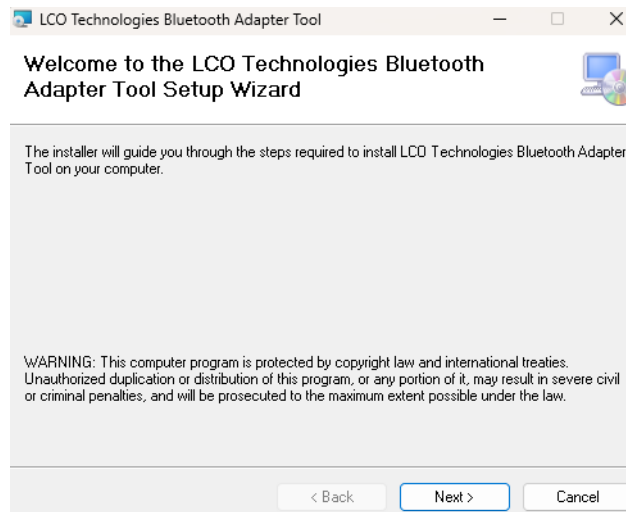 LCO Technologies Bluetooth Adapter Tool
Welcome to the LCO Technologies Bluetooth
Adapter Tool Setup Wizard
The installer will guide you through the steps required to install LCO Technologies Bluetooth Adapter
Tool on your computer.
WARNING: This computer program is protected by copyright law and international treaties.
Unauthorized duplication or distribution of this program, or any portion of it, may result in severe civil
or criminal penalties, and will be prosecuted to the maximum extent possible under the law.
< Back Next > Cancel